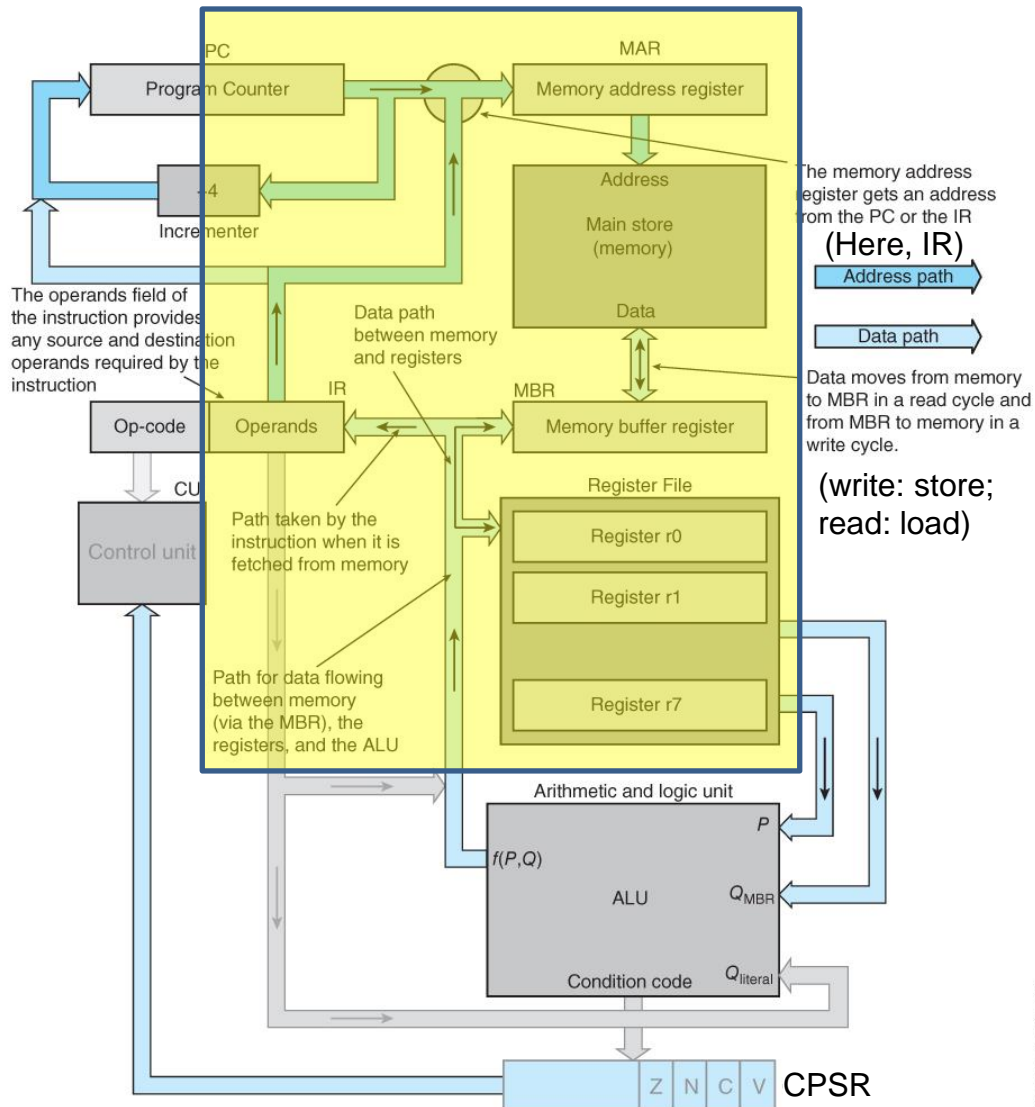 PC
Program Counter
MAR
Memory address register
+4
Incrementer
Address
Main store
(memory)
Data
The memory address
register gets an address
from the PC or the IR
(Here, IR)
Address path
Data path
The operands field of
the instruction provides
any source and destination
operands required by the
instruction
Data path
between memory
and registers
Data moves from memory
to MBR in a read cycle and
from MBR to memory in a
write cycle.
(write: store;
read: load)
IR
Op-code
Operands
MBR
Memory buffer register
CU
Control unit
Path taken by the
instruction when it is
fetched from memory
Register File
Register r0
Register r1
Register r7
Path for data flowing
between memory
(via the MBR), the
registers, and the ALU
Arithmetic and logic unit
P
f(P,Q)
ALU
QMBR
Qliteral
Condition code
Z N C V
CPSR